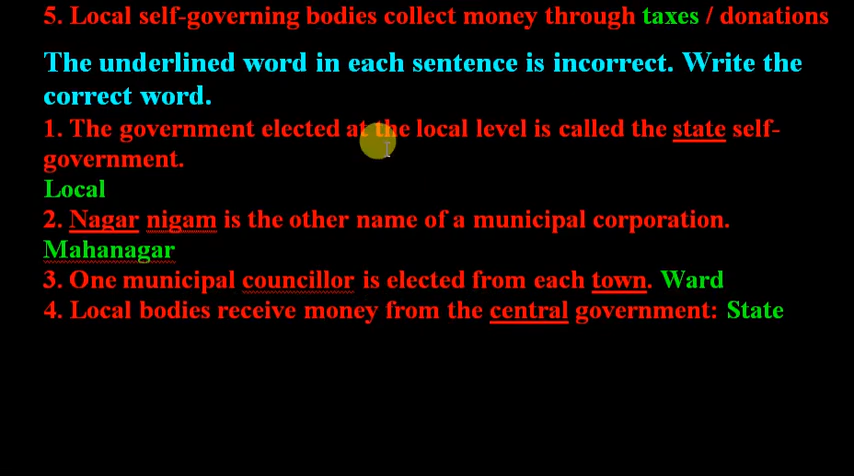 5. Local self-governing bodies collect money through taxes / donations
The underlined word in each sentence is incorrect. Write the
correct word.
1. The government elected at the local level is called the state self-
government.
Local
2. Nagar nigam is the other name of a municipal corporation.
Mahanagar
3. One municipal councillor is elected from each town. Ward
4. Local bodies receive money from the central government: State